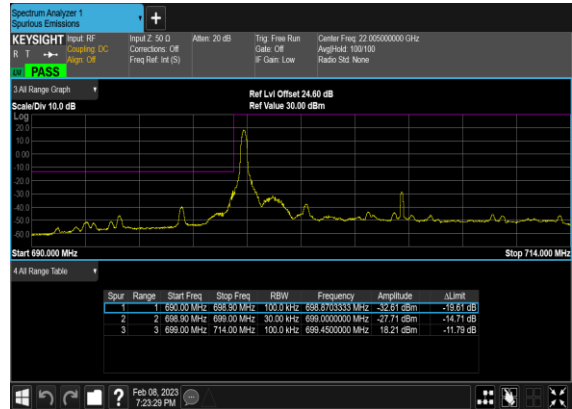 Spectrum Analyzer 1
Spurious Emissions
+
KEYSIGHT
R T
LW PASS
Input: RF
Coupling: DC
Align: Off
Input Z: 50 Ω
Corrections: Off
Freq Ref: Int (S)
Atten: 20 dB
Trig: Free Run
Gate: Off
IF Gain: Low
Center Freq: 22.005000000 GHz
Avg|Hold: 100/100
Radio Std: None
3 All Range Graph
Scale/Div 10.0 dB
Ref Lvl Offset 24.60 dB
Ref Value 30.00 dBm
Log
20.0
10.0
0.00
-10.0
-20.0
-30.0
-40.0
-50.0
-60.0
Start 690.000 MHz
Stop 714.000 MHz
4 All Range Table
Spur Range Start Freq Stop Freq RBW Frequency Amplitude ΔLimit
1 1 690.00 MHz 698.90 MHz 100.0 kHz 698.8703333 MHz -32.61 dBm -19.61 dB
2 2 698.90 MHz 699.00 MHz 30.00 kHz 699.0000000 MHz -27.71 dBm -14.71 dB
3 3 699.00 MHz 714.00 MHz 100.0 kHz 699.4500000 MHz 18.21 dBm -11.79 dB
?
Feb 08, 2023
7:23:29 PM